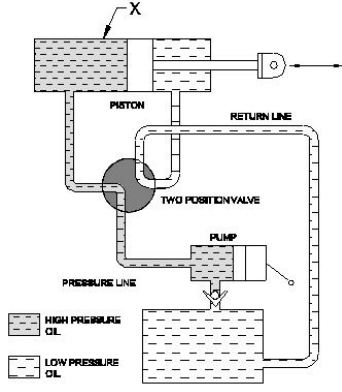 X
PISTON
RETURN LINE
TWO POSITION VALVE
PUMP
PRESSURE LINE
HIGH PRESSURE
OIL
LOW PRESSURE
OIL